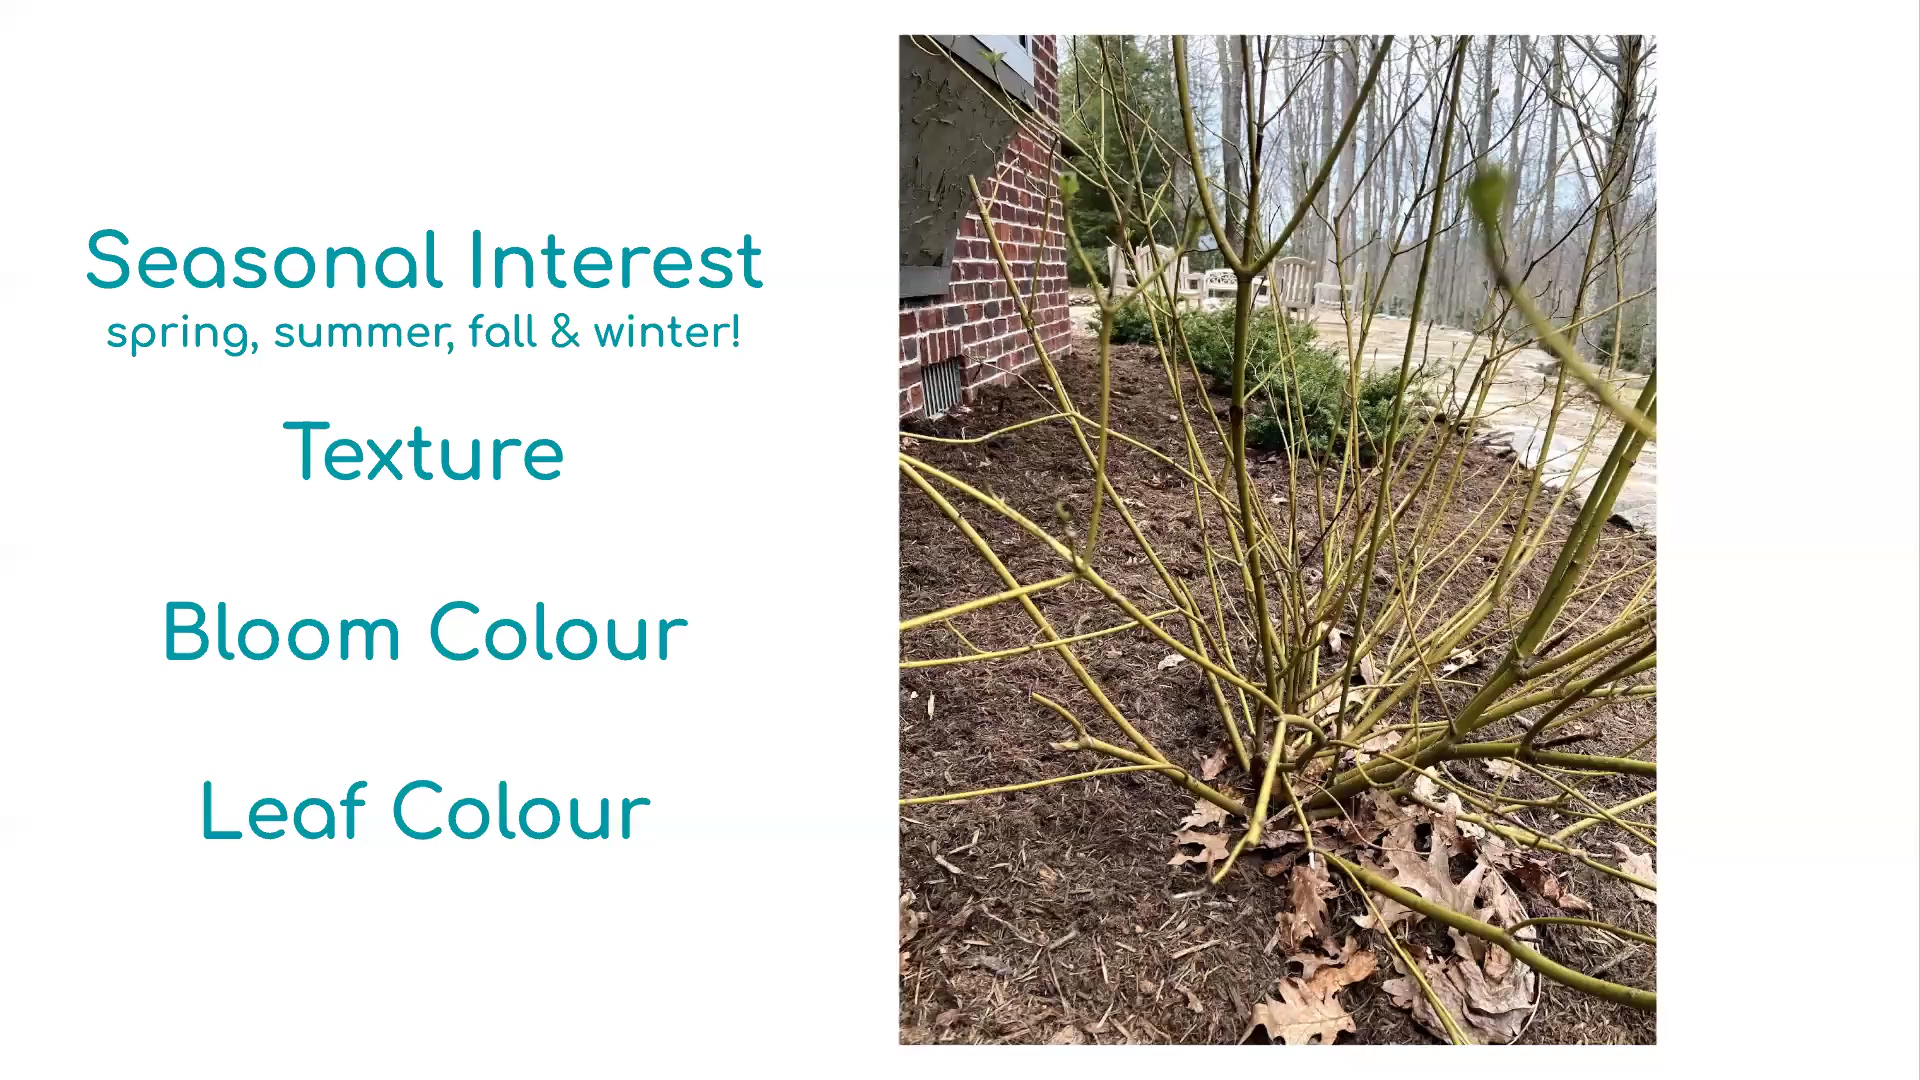 Seasonal Interest
spring, summer, fall & winter!
Texture
Bloom Colour
Leaf Colour